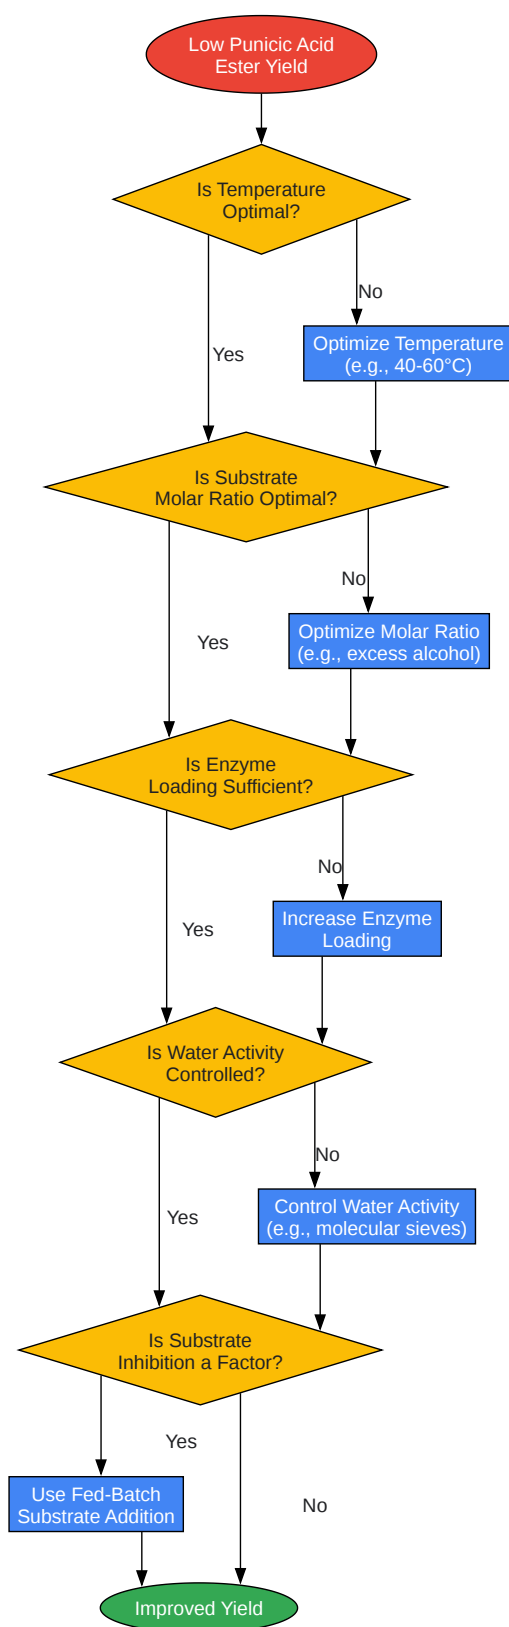 Low Punicic Acid
Ester Yield
Is Temperature
Optimal?
No
Optimize Temperature
(e.g., 40-60°C)
Yes
Is Substrate
Molar Ratio Optimal?
No
Optimize Molar Ratio
(e.g., excess alcohol)
Yes
Is Enzyme
Loading Sufficient?
No
Increase Enzyme
Loading
Yes
Is Water Activity
Controlled?
No
Control Water Activity
(e.g., molecular sieves)
Yes
Is Substrate
Inhibition a Factor?
Yes
Use Fed-Batch
Substrate Addition
No
Improved Yield